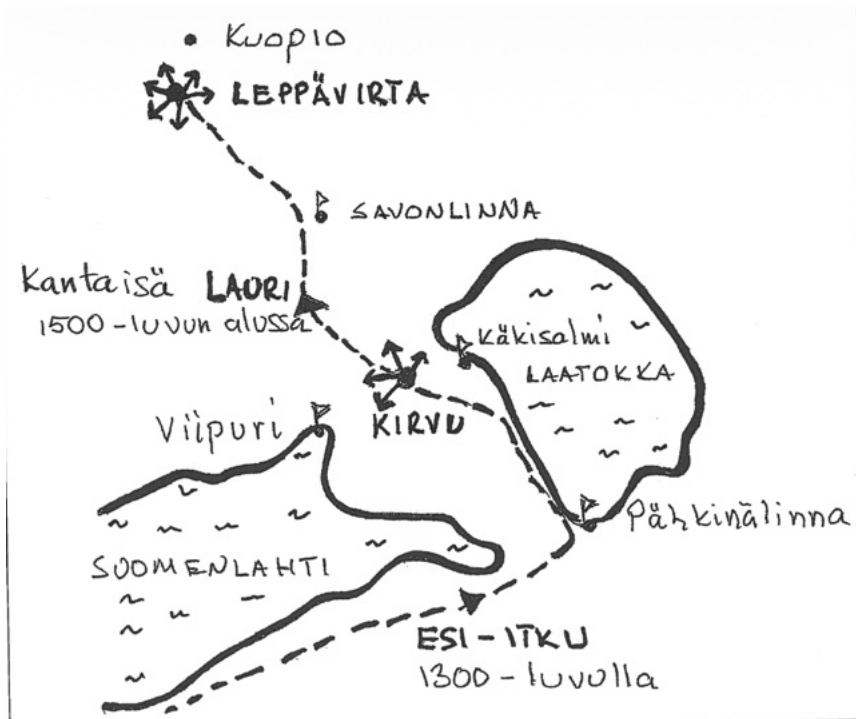 Kuopio
LEPPÄVIRTA
SAVONLINNA
Kantaisä LAURI
1500-luvun alussa
Käkisalmi
LAATOKKA
KIRVU
Viipuri
Pähkinälinna
SUOMENLAHTI
ESI-ITKU
1300-luvulla